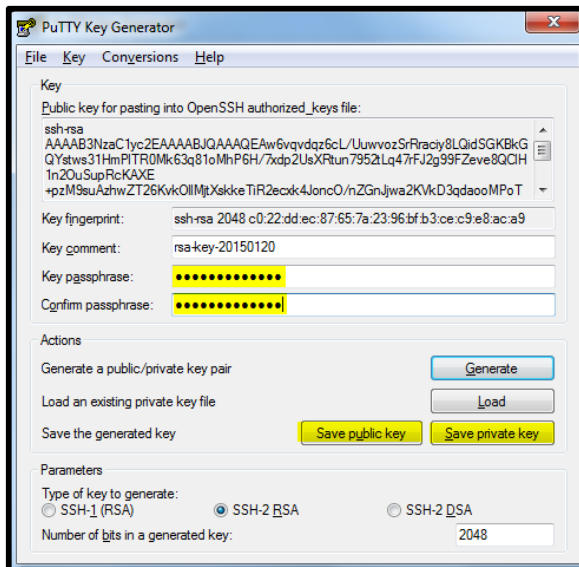 PuTTY Key Generator
File Key Conversions Help
Key
Public key for pasting into OpenSSH authorized_keys file:
ssh-rsa
AAAAB3NzaC1yc2EAAAABJQAAAQEAw6vqvdqz6cL/UuwvozSrRraciy8LQidSGKBkG
QYstws31HmPlTR0Mk63q81oMhP6H/7xdp2UsXRtun7952tLq47rFJ2g99FZeve8QClH
1n2OuSupRcKAXE
+pzM9suAzhwZT26KvkOllMjtXskkeTiR2ecxk4JoncO/nZGnJjwa2KVkD3qdaooMPoT
Key fingerprint: ssh-rsa 2048 c0:22:dd:ec:87:65:7a:23:96:bf:b3:ce:c9:e8:ac:a9
Key comment: rsa-key-20150120
Key passphrase: •••••••••••••
Confirm passphrase: •••••••••••••
Actions
Generate a public/private key pair Generate
Load an existing private key file Load
Save the generated key Save public key Save private key
Parameters
Type of key to generate:
SSH-1 (RSA) SSH-2 RSA SSH-2 DSA
Number of bits in a generated key: 2048